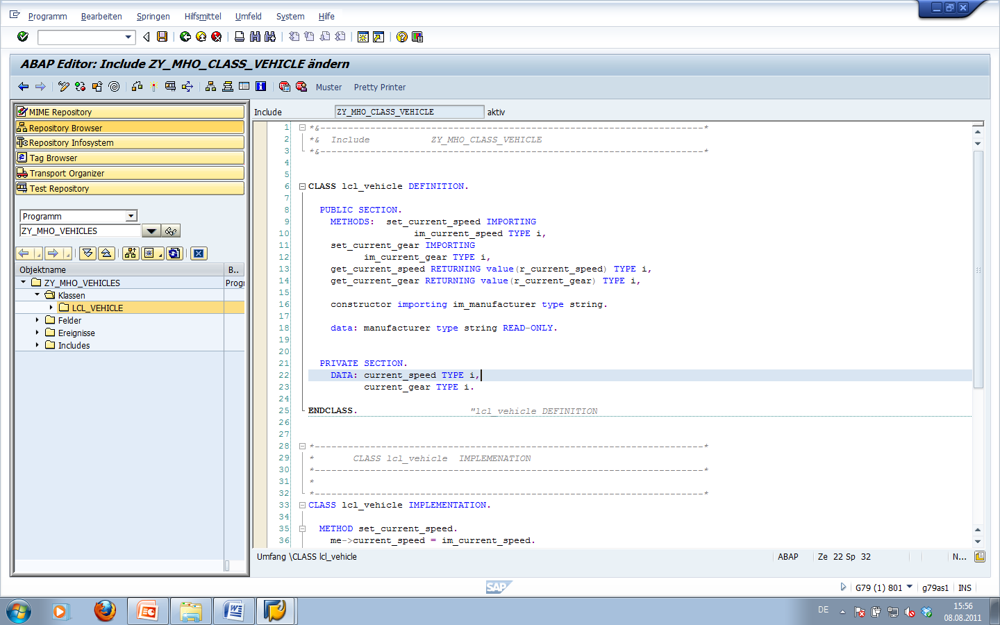 Programm Bearbeiten Springen Hilfsmittel Umfeld System Hilfe
ABAP Editor: Include ZY_MHO_CLASS_VEHICLE ändern
Muster Pretty Printer
MIME Repository
Repository Browser
Repository Infosystem
Tag Browser
Transport Organizer
Test Repository
Programm
ZY_MHO_VEHICLES
Objektname B..
ZY_MHO_VEHICLES Progr
Klassen
LCL_VEHICLE
Felder
Ereignisse
Includes
Include ZY_MHO_CLASS_VEHICLE aktiv
1 *&---------------------------------------------------------------------*
2 *& Include ZY_MHO_CLASS_VEHICLE
3 *&---------------------------------------------------------------------*
4
5
6 CLASS lcl_vehicle DEFINITION.
7
8 PUBLIC SECTION.
9 METHODS: set_current_speed IMPORTING
10 im_current_speed TYPE i,
11 set_current_gear IMPORTING
12 im_current_gear TYPE i,
13 get_current_speed RETURNING value(r_current_speed) TYPE i,
14 get_current_gear RETURNING value(r_current_gear) TYPE i,
15
16 constructor importing im_manufacturer type string.
17
18 data: manufacturer type string READ-ONLY.
19
20
21 PRIVATE SECTION.
22 DATA: current_speed TYPE i,
23 current_gear TYPE i.
24
25 ENDCLASS. "lcl_vehicle DEFINITION
26
27
28 *----------------------------------------------------------------------*
29 * CLASS lcl_vehicle IMPLEMENATION
30 *----------------------------------------------------------------------*
31 *
32 *----------------------------------------------------------------------*
33 CLASS lcl_vehicle IMPLEMENTATION.
34
35 METHOD set_current_speed.
36 me->current_speed = im_current_speed.
Umfang \CLASS lcl_vehicle ABAP Ze 22 Sp 32 N...
SAP G79 (1) 801 g79as1 INS
DE 15:56
08.08.2011